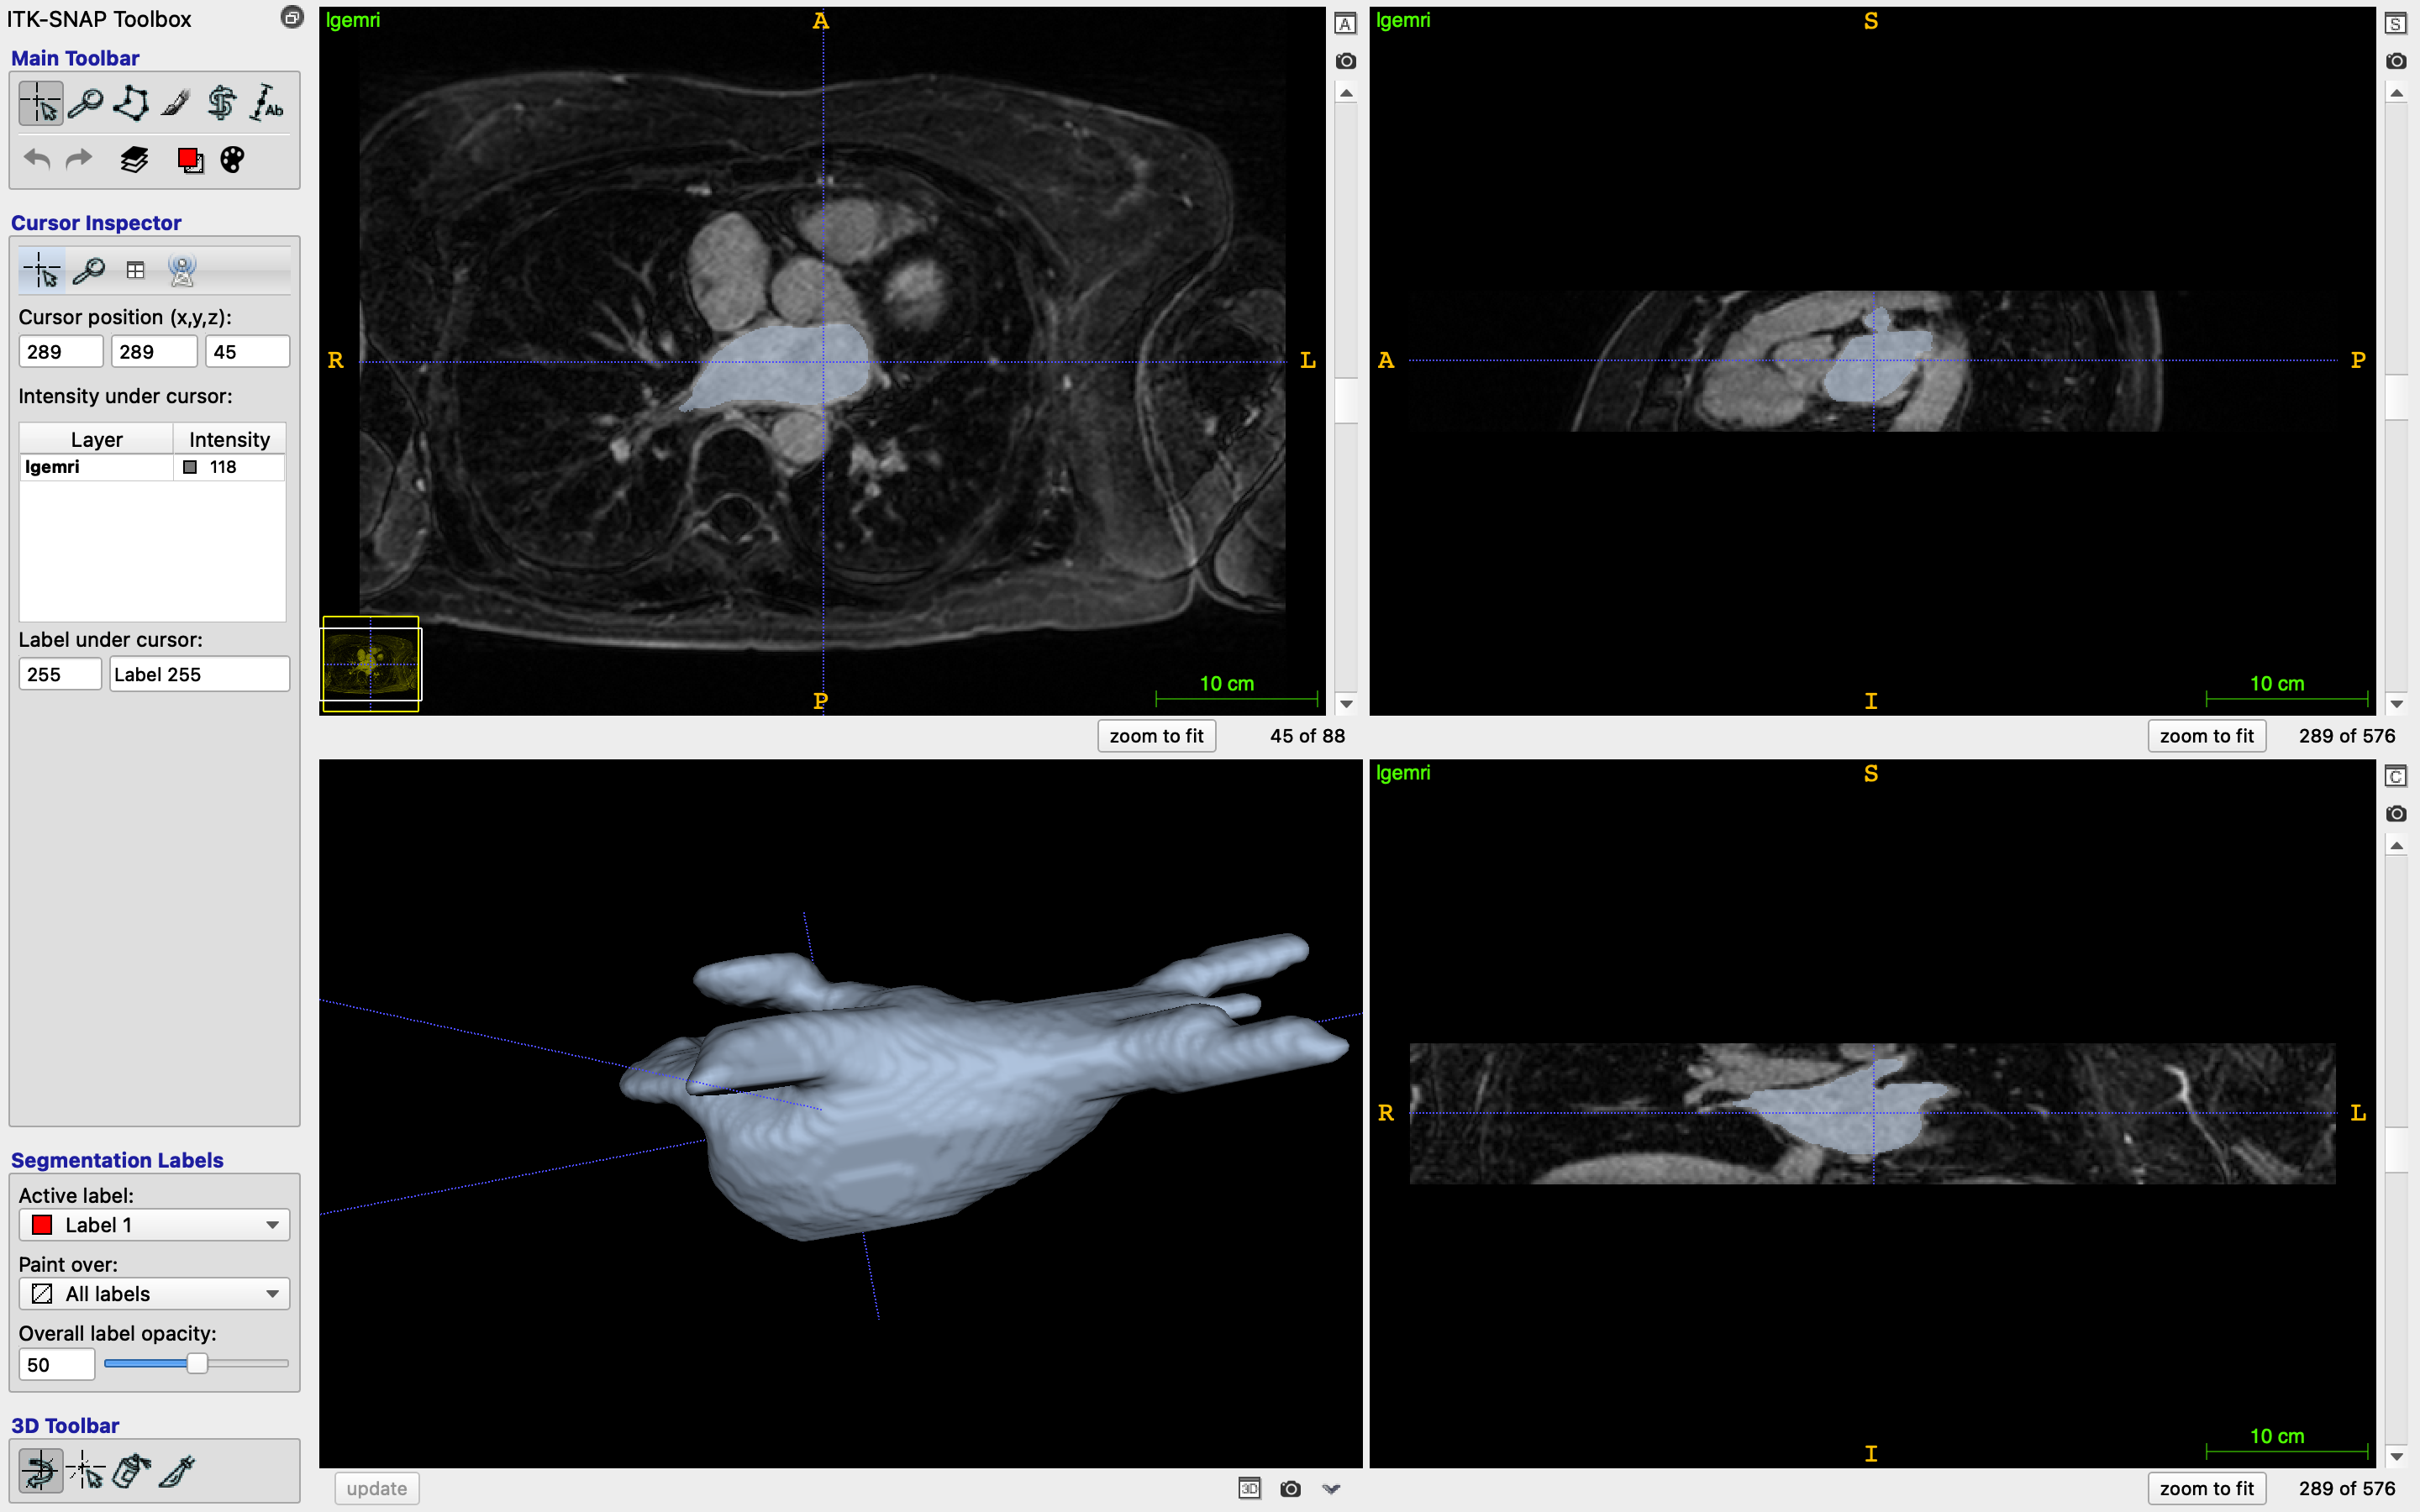 ITK-SNAP Toolbox
Main Toolbar
Ab
Cursor Inspector
Cursor position (x,y,z):
289 289 45
Intensity under cursor:
Layer Intensity
lgemri 118
Label under cursor:
255 Label 255
Segmentation Labels
Active label:
Label 1
Paint over:
All labels
Overall label opacity:
50
3D Toolbar
lgemri
A
R
L
P
10 cm
A
zoom to fit 45 of 88
lgemri
S
A
P
I
10 cm
S
zoom to fit 289 of 576
update
3D
lgemri
S
R
L
I
10 cm
C
zoom to fit 289 of 576